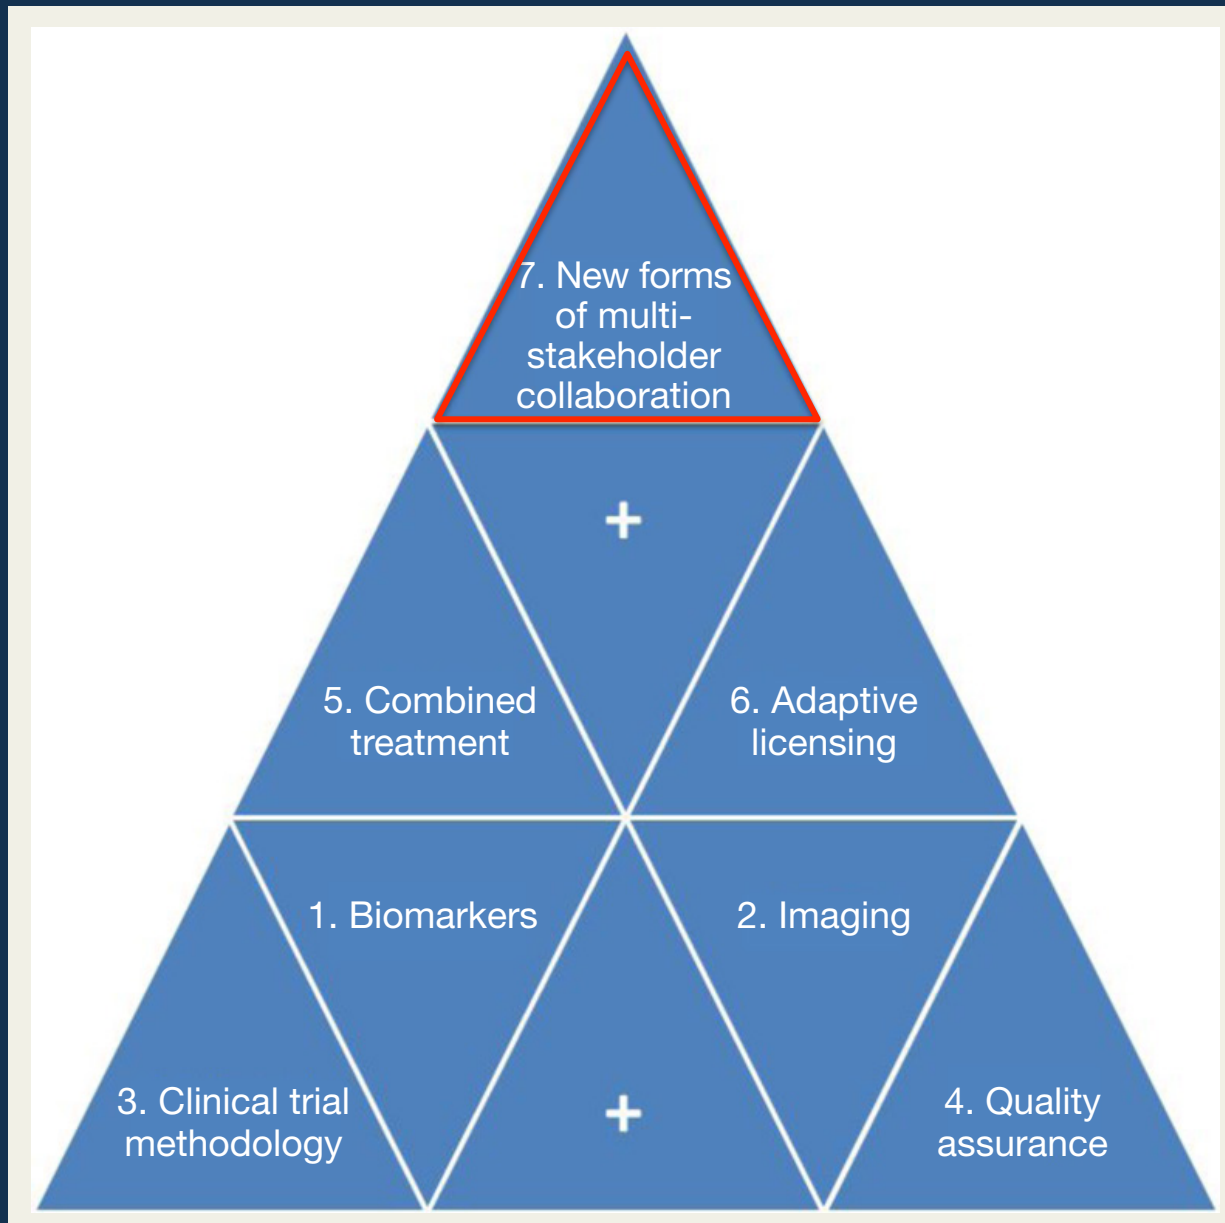 7. New forms
of multi-
stakeholder
collaboration
+
5. Combined
treatment
6. Adaptive
licensing
1. Biomarkers
2. Imaging
3. Clinical trial
methodology
+
4. Quality
assurance